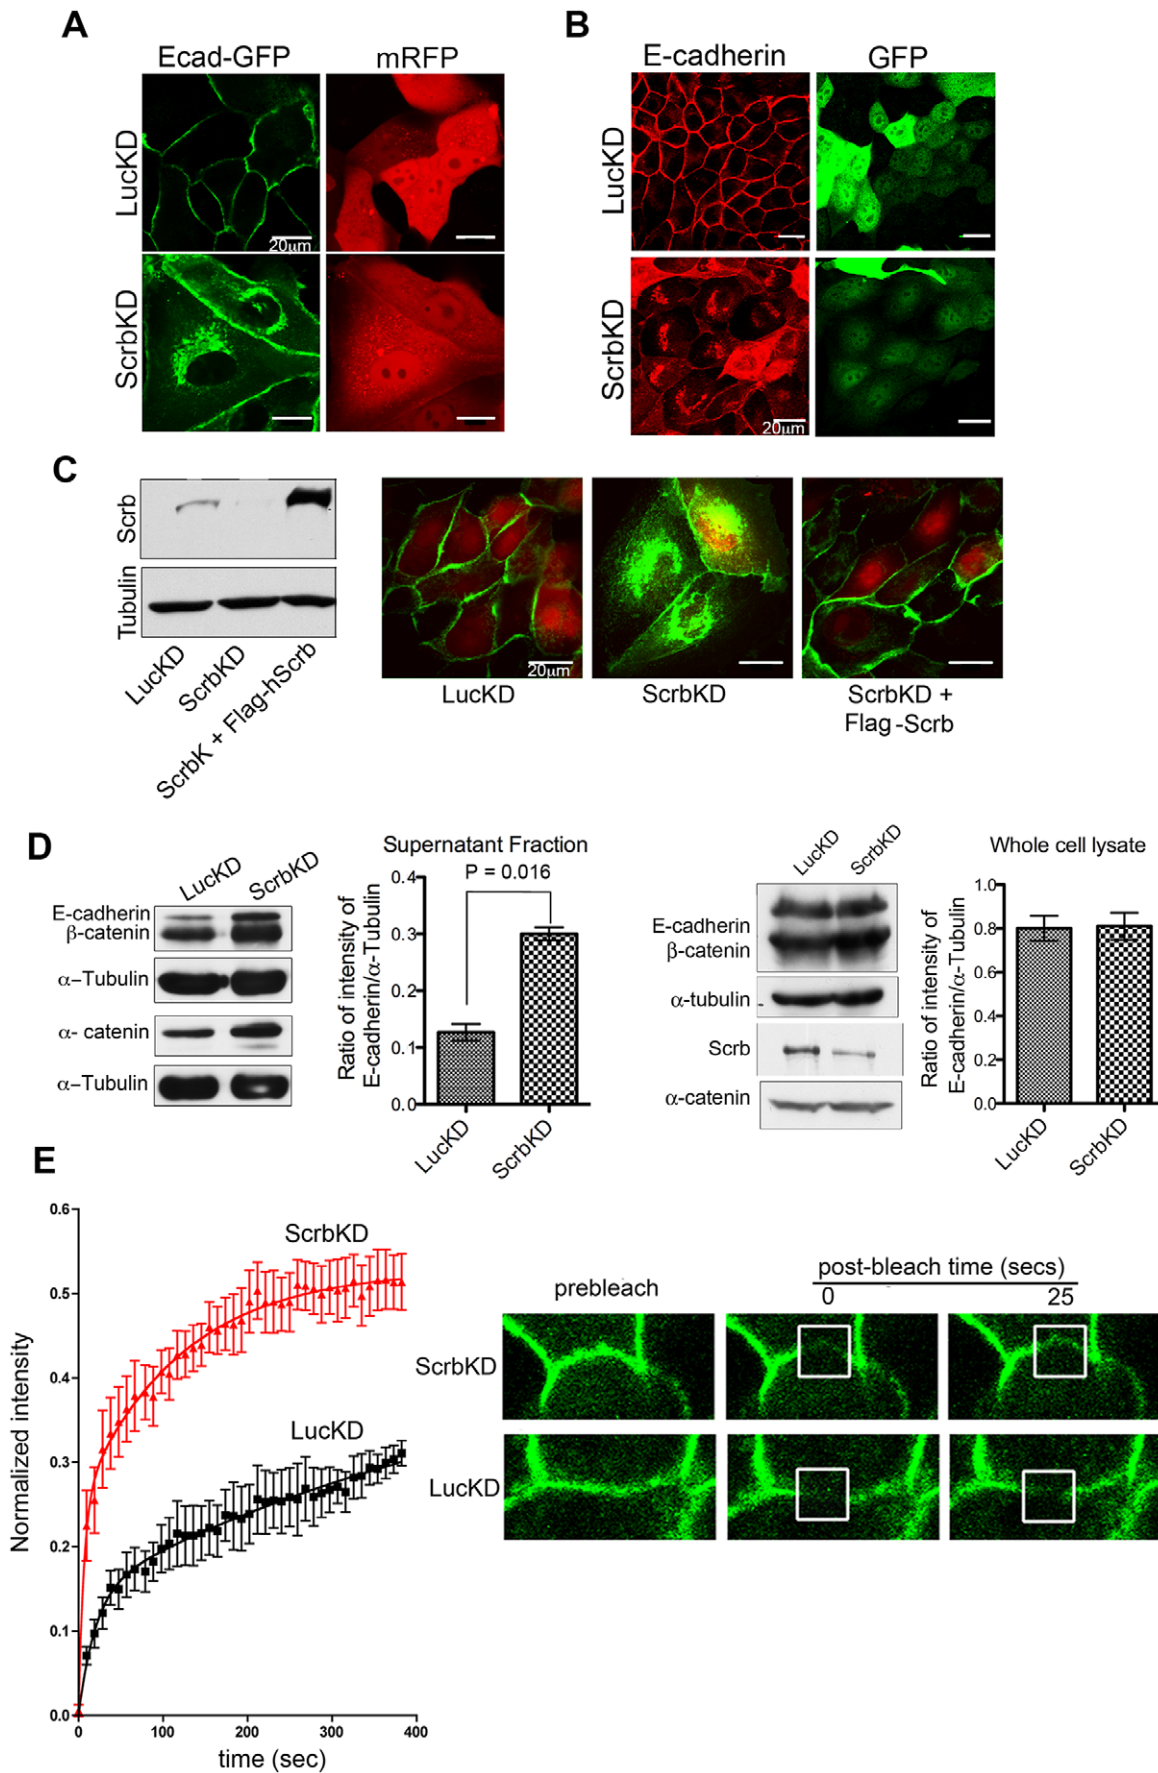 A
Ecad-GFP
mRFP
LucKD
20µm
ScrbKD
B
E-cadherin
GFP
LucKD
ScrbKD
20µm
C
Scrb
Tubulin
LucKD
ScrbKD
ScrbK + Flag-hScrb
20µm
LucKD
ScrbKD
ScrbKD +
Flag-Scrb
D
LucKD
ScrbKD
E-cadherin
β-catenin
α-Tubulin
α- catenin
α-Tubulin
Supernatant Fraction
P = 0.016
Ratio of intensity of
E-cadherin/α-Tubulin
0.4
0.3
0.2
0.1
0.0
LucKD
ScrbKD
LucKD
ScrbKD
E-cadherin
β-catenin
α-tubulin
Scrb
α-catenin
Whole cell lysate
Ratio of intensity of
E-cadherin/α-Tubulin
1.0
0.8
0.6
0.4
0.2
0.0
LucKD
ScrbKD
E
Normalized intensity
0.6
0.5
0.4
0.3
0.2
0.1
0.0
ScrbKD
LucKD
0 100 200 300 400
time (sec)
prebleach
post-bleach time (secs)
0 25
ScrbKD
LucKD